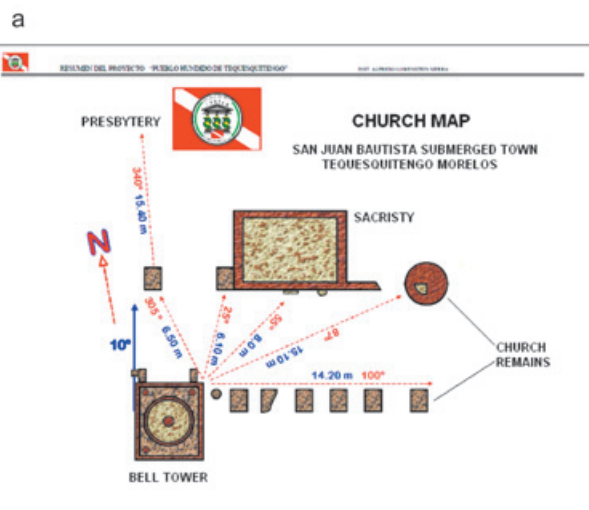 a
RESUMEN DEL PROYECTO "PUEBLO HUNDIDO DE TEQUESQUITENGO"
PRESBYTERY
CHURCH MAP
SAN JUAN BAUTISTA SUBMERGED TOWN
TEQUESQUITENGO MORELOS
340° 15.40 m
SACRISTY
N
305° 6.50 m
25° 6.10 m
55° 8.0 m
87° 15.10 m
10°
CHURCH
REMAINS
14.20 m 100°
BELL TOWER